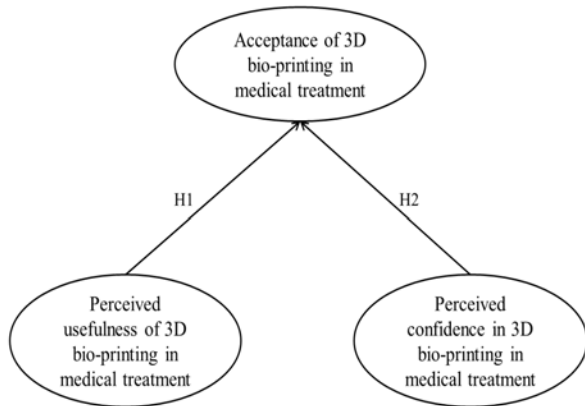 Acceptance of 3D
bio-printing in
medical treatment
H1
H2
Perceived
usefulness of 3D
bio-printing in
medical treatment
Perceived
confidence in 3D
bio-printing in
medical treatment